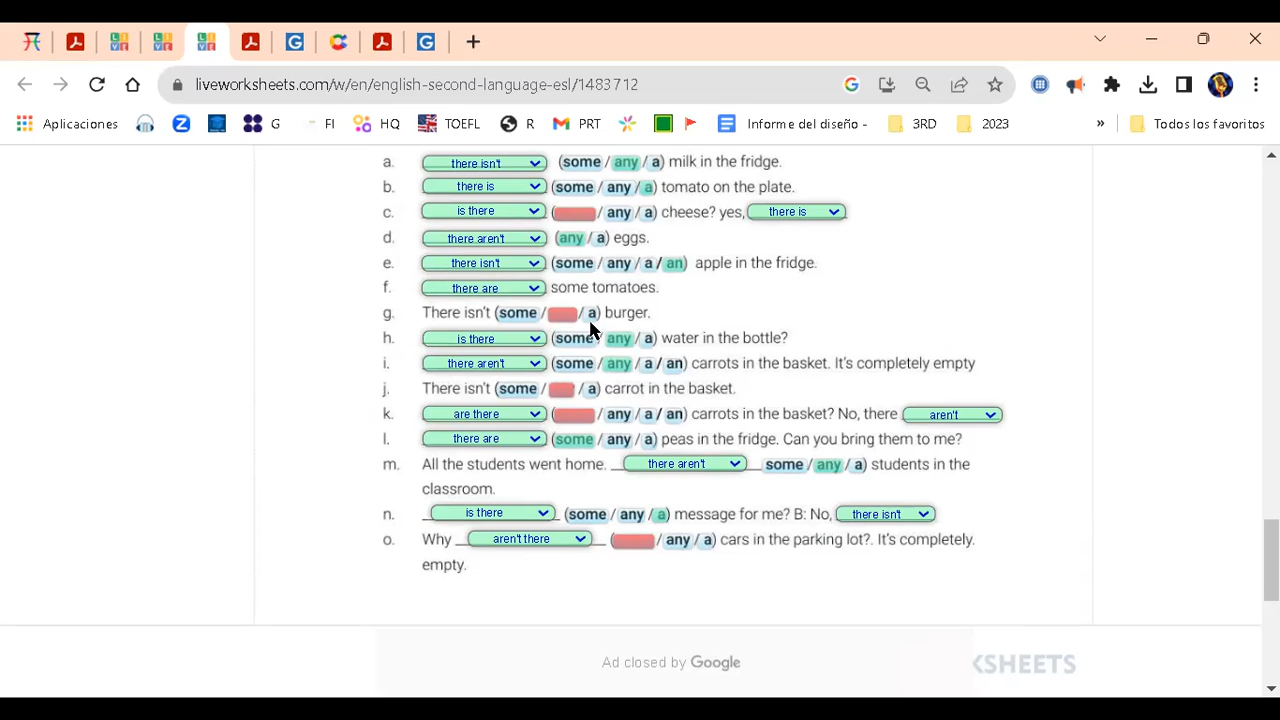 liveworksheets.com/w/en/english-second-language-esl/1483712
Aplicaciones G FI HQ TOEFL R PRT Informe del diseño - 3RD 2023 » Todos los favoritos
a. there isn't (some / any / a) milk in the fridge.
b. there is (some / any / a) tomato on the plate.
c. is there ( / any / a) cheese? yes, there is
d. there aren't (any / a) eggs.
e. there isn't (some / any / a / an) apple in the fridge.
f. there are some tomatoes.
g. There isn't (some / / a) burger.
h. is there (some / any / a) water in the bottle?
i. there aren't (some / any / a / an) carrots in the basket. It's completely empty
j. There isn't (some / / a) carrot in the basket.
k. are there ( / any / a / an) carrots in the basket? No, there aren't
l. there are (some / any / a) peas in the fridge. Can you bring them to me?
m. All the students went home. __ there aren't __ some / any / a) students in the
classroom.
n. _ is there _ (some / any / a) message for me? B: No, there isn't
o. Why _ aren't there _ ( / any / a) cars in the parking lot?. It's completely.
empty.
Ad closed by Google
KSHEETS